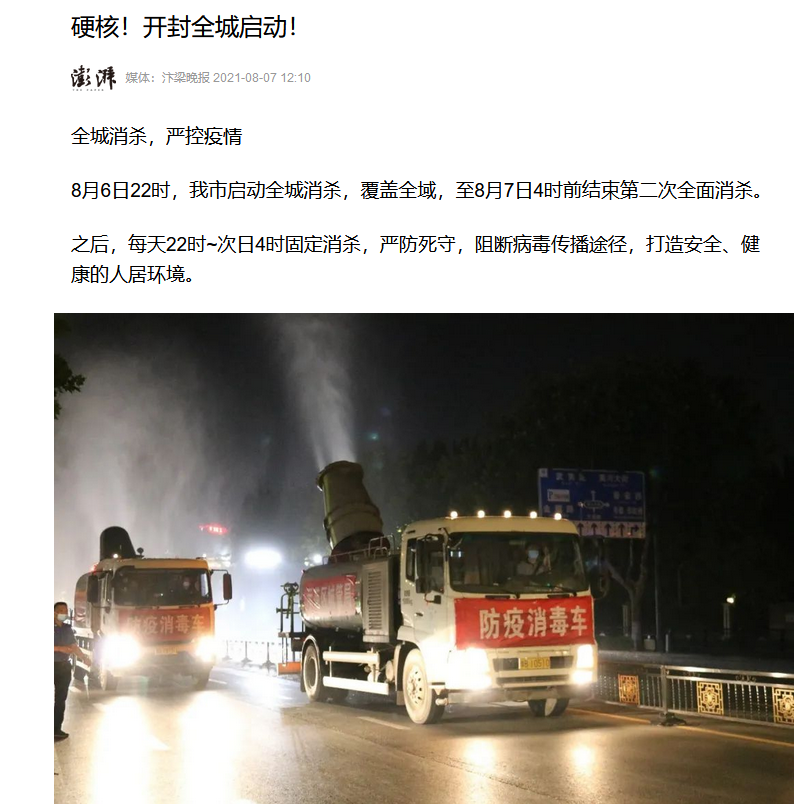 硬核！开封全城启动！
澎湃
媒体：汴梁晚报 2021-08-07 12:10
全城消杀，严控疫情
8月6日22时，我市启动全城消杀，覆盖全域，至8月7日4时前结束第二次全面消杀。
之后，每天22时~次日4时固定消杀，严防死守，阻断病毒传播途径，打造安全、健
康的人居环境。
防疫消毒车
防疫消毒车